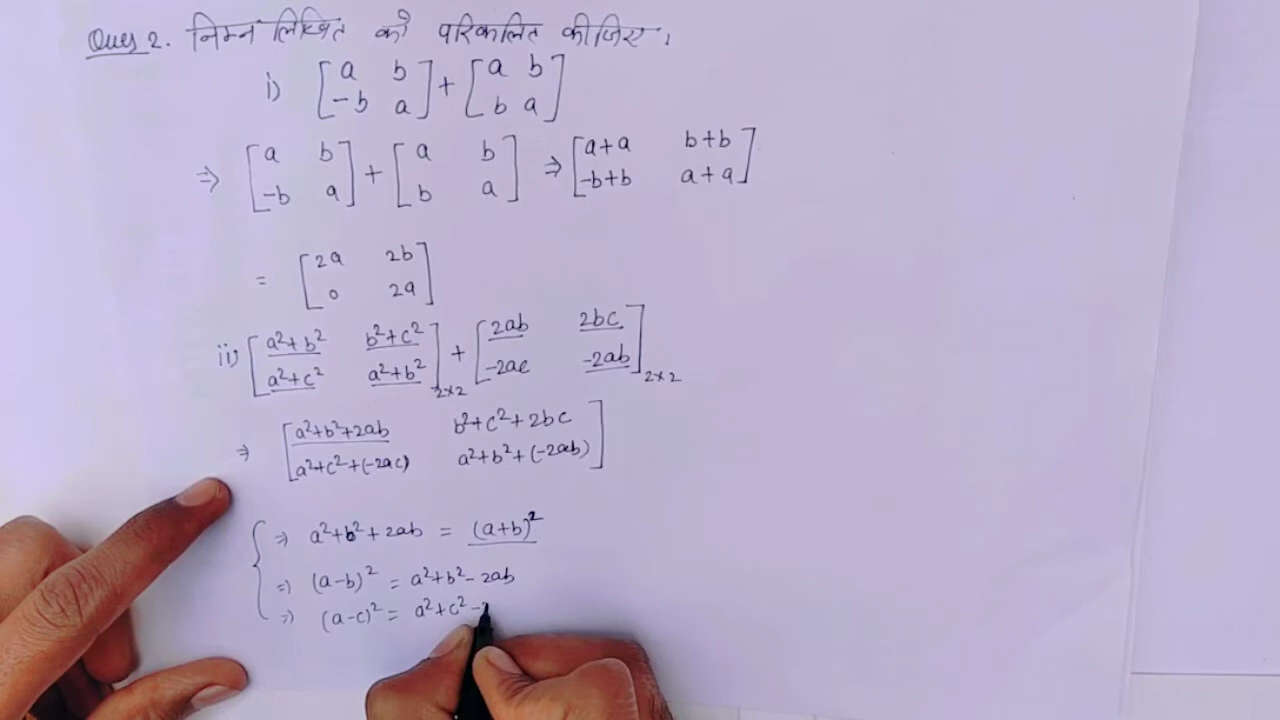 Ques 2. निम्नलिखित को परिकलित कीजिए।
i) [a b -b a] + [a b b a]
⇒ [a b -b a] + [a b b a] ⇒ [a+a b+b -b+b a+a]
= [2a 2b 0 2a]
ii) [a²+b² b²+c² a²+c² a²+b²]2×2 + [2ab 2bc -2ac -2ab]2×2
⇒ [a²+b²+2ab b²+c²+2bc a²+c²+(-2ac) a²+b²+(-2ab)]
{ ⇒ a²+b²+2ab = (a+b)²
⇒ (a-b)² = a²+b²-2ab
⇒ (a-c)² = a²+c²-